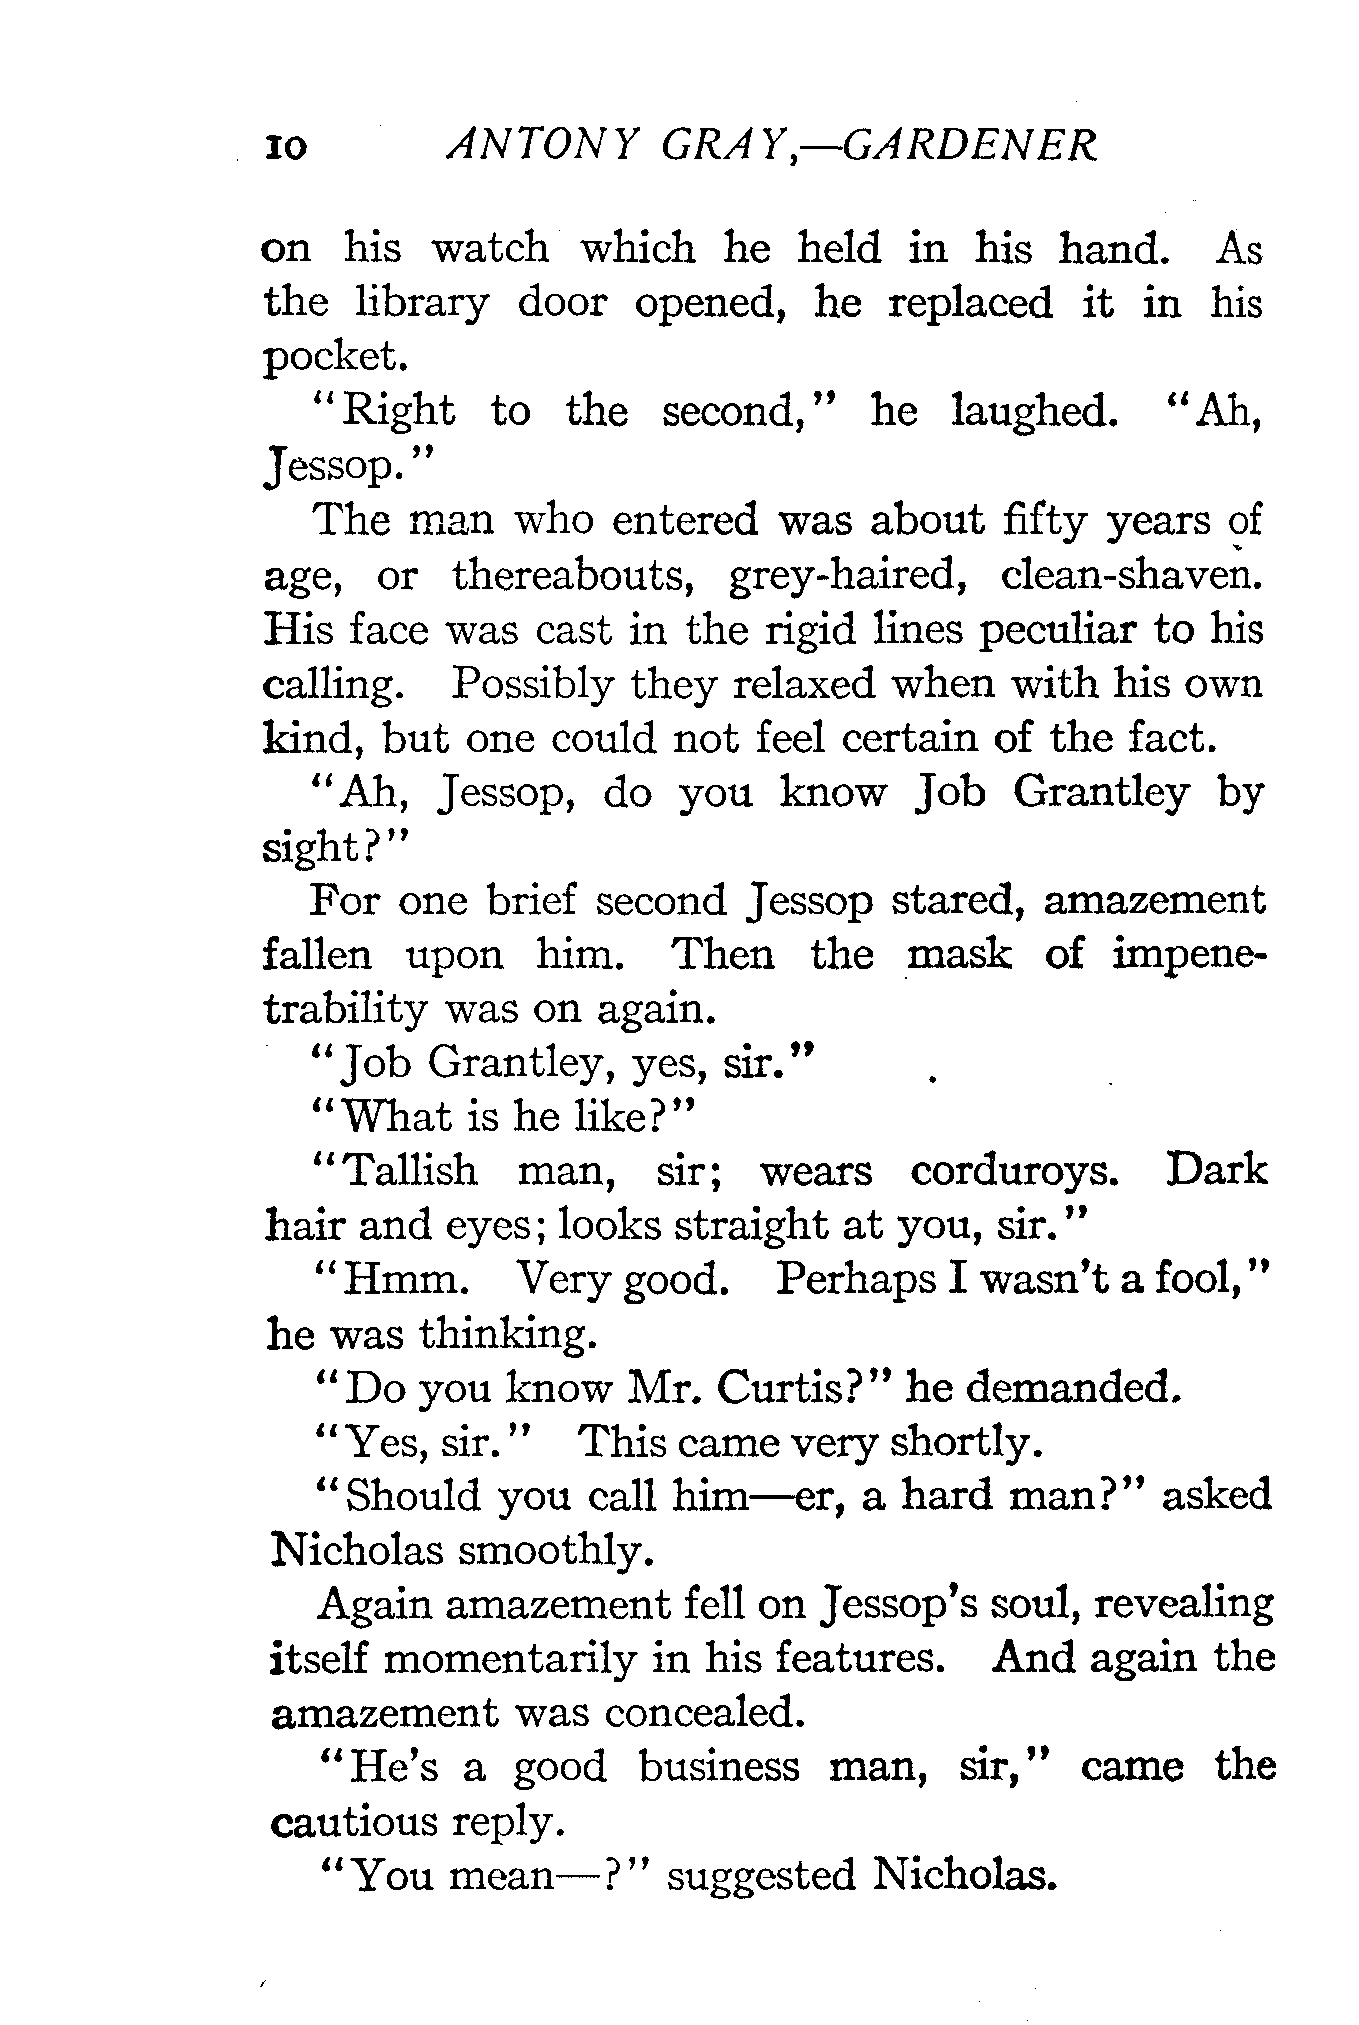 10 ANTONY GRAY,—GARDENER
on his watch which he held in his hand. As
the library door opened, he replaced it in his
pocket.
"Right to the second," he laughed. "Ah,
Jessop."
The man who entered was about fifty years of
age, or thereabouts, grey-haired, clean-shaven.
His face was cast in the rigid lines peculiar to his
calling. Possibly they relaxed when with his own
kind, but one could not feel certain of the fact.
"Ah, Jessop, do you know Job Grantley by
sight?"
For one brief second Jessop stared, amazement
fallen upon him. Then the mask of impene-
trability was on again.
"Job Grantley, yes, sir."
"What is he like?"
"Tallish man, sir; wears corduroys. Dark
hair and eyes; looks straight at you, sir."
"Hmm. Very good. Perhaps I wasn't a fool,"
he was thinking.
"Do you know Mr. Curtis?" he demanded.
"Yes, sir." This came very shortly.
"Should you call him—er, a hard man?" asked
Nicholas smoothly.
Again amazement fell on Jessop's soul, revealing
itself momentarily in his features. And again the
amazement was concealed.
"He's a good business man, sir," came the
cautious reply.
"You mean—?" suggested Nicholas.